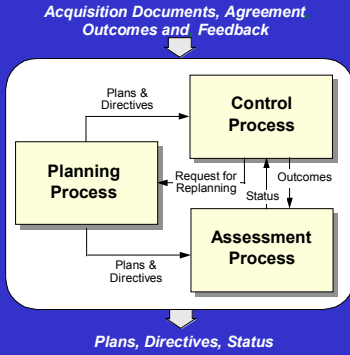 Acquisition Documents, Agreement
Outcomes and Feedback
Plans &
Directives
Control
Process
Planning
Process
Request for
Replanning
Outcomes
Status
Assessment
Process
Plans &
Directives
Plans, Directives, Status